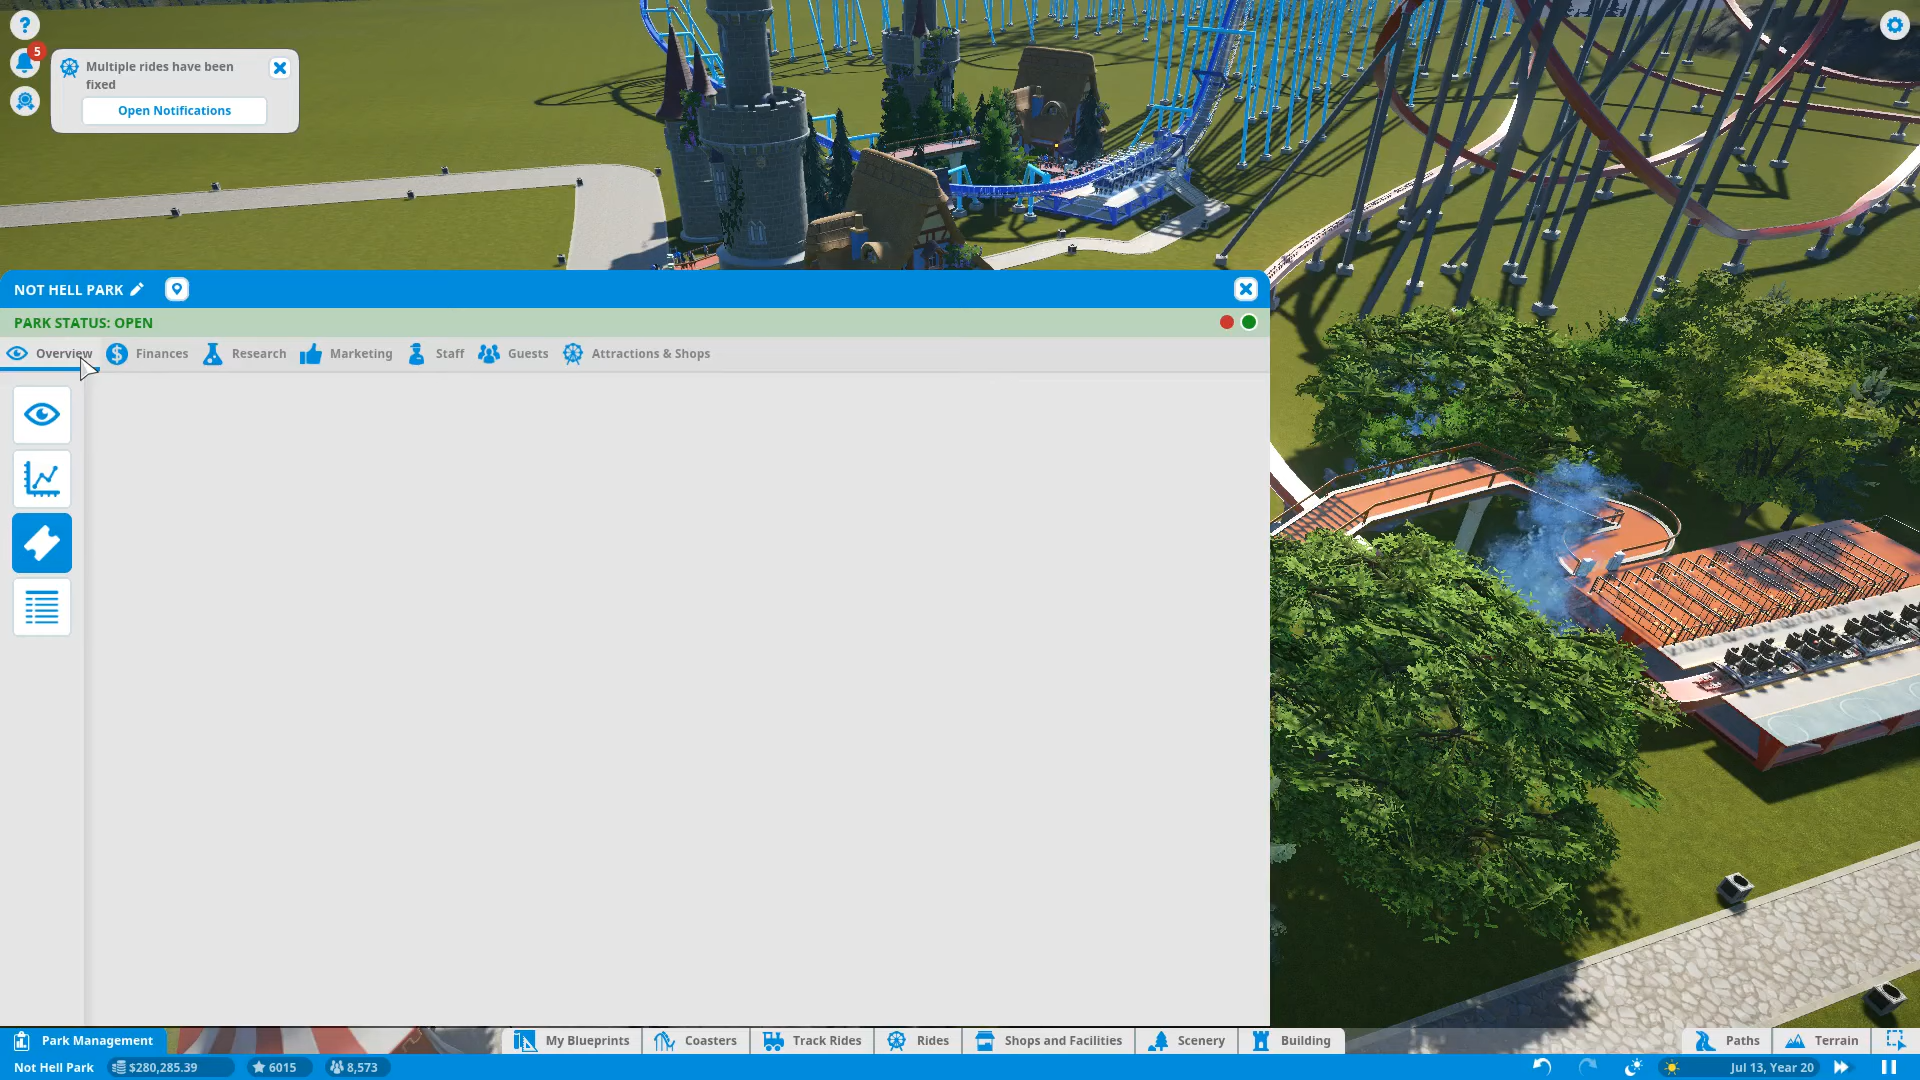 ?
5
Multiple rides have been
fixed
Open Notifications
NOT HELL PARK
PARK STATUS: OPEN
Overview
$
Finances
Research
Marketing
Staff
Guests
Attractions & Shops
Park Management
My Blueprints
Coasters
Track Rides
Rides
Shops and Facilities
Scenery
Building
Paths
Terrain
Not Hell Park
$280,285.39
6015
8,573
Jul 13, Year 20